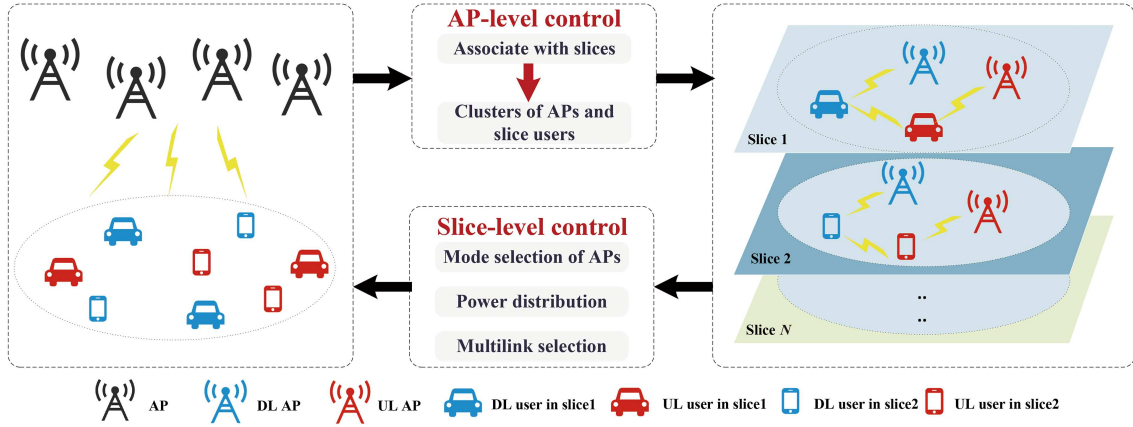 AP-level control
Associate with slices
Clusters of APs and
slice users
Slice 1
Slice 2
..
..
Slice N
Slice-level control
Mode selection of APs
Power distribution
Multilink selection
AP
DL AP
UL AP
DL user in slice1
UL user in slice1
DL user in slice2
UL user in slice2